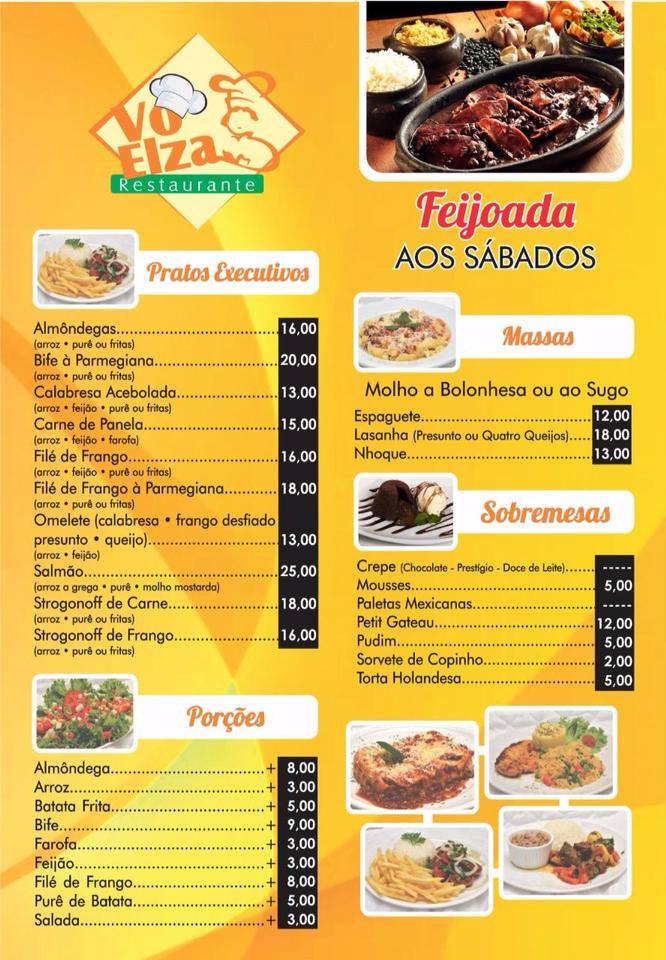 Vó
Elza
Restaurante
Pratos Executivos
Almôndegas 16,00
(arroz • purê ou fritas)
Bife à Parmegiana 20,00
(arroz • purê ou fritas)
Calabresa Acebolada 13,00
(arroz • feijão • purê ou fritas)
Carne de Panela 15,00
(arroz • feijão • farofa)
Filé de Frango 16,00
(arroz • feijão • purê ou fritas)
Filé de Frango à Parmegiana 18,00
(arroz • purê ou fritas)
Omelete (calabresa • frango desfiado
presunto • queijo) 13,00
(arroz • feijão)
Salmão 25,00
(arroz a grega • purê • molho mostarda)
Strogonoff de Carne 18,00
(arroz • purê ou fritas)
Strogonoff de Frango 16,00
(arroz • purê ou fritas)
Porções
Almôndega + 8,00
Arroz + 3,00
Batata Frita + 5,00
Bife + 9,00
Farofa + 3,00
Feijão + 3,00
Filé de Frango + 8,00
Purê de Batata + 5,00
Salada + 3,00
Feijoada
AOS SÁBADOS
Massas
Molho a Bolonhesa ou ao Sugo
Espaguete 12,00
Lasanha (Presunto ou Quatro Queijos) 18,00
Nhoque 13,00
Sobremesas
Crepe (Chocolate - Prestígio - Doce de Leite) -----
Mousses 5,00
Paletas Mexicanas -----
Petit Gateau 12,00
Pudim 5,00
Sorvete de Copinho 2,00
Torta Holandesa 5,00